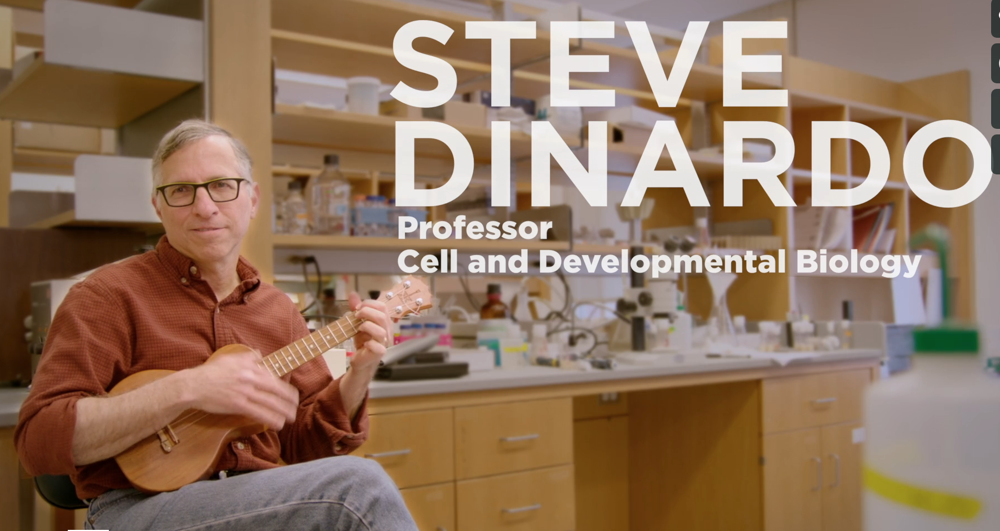 STEVE
DINARDO
Professor
Cell and Developmental Biology